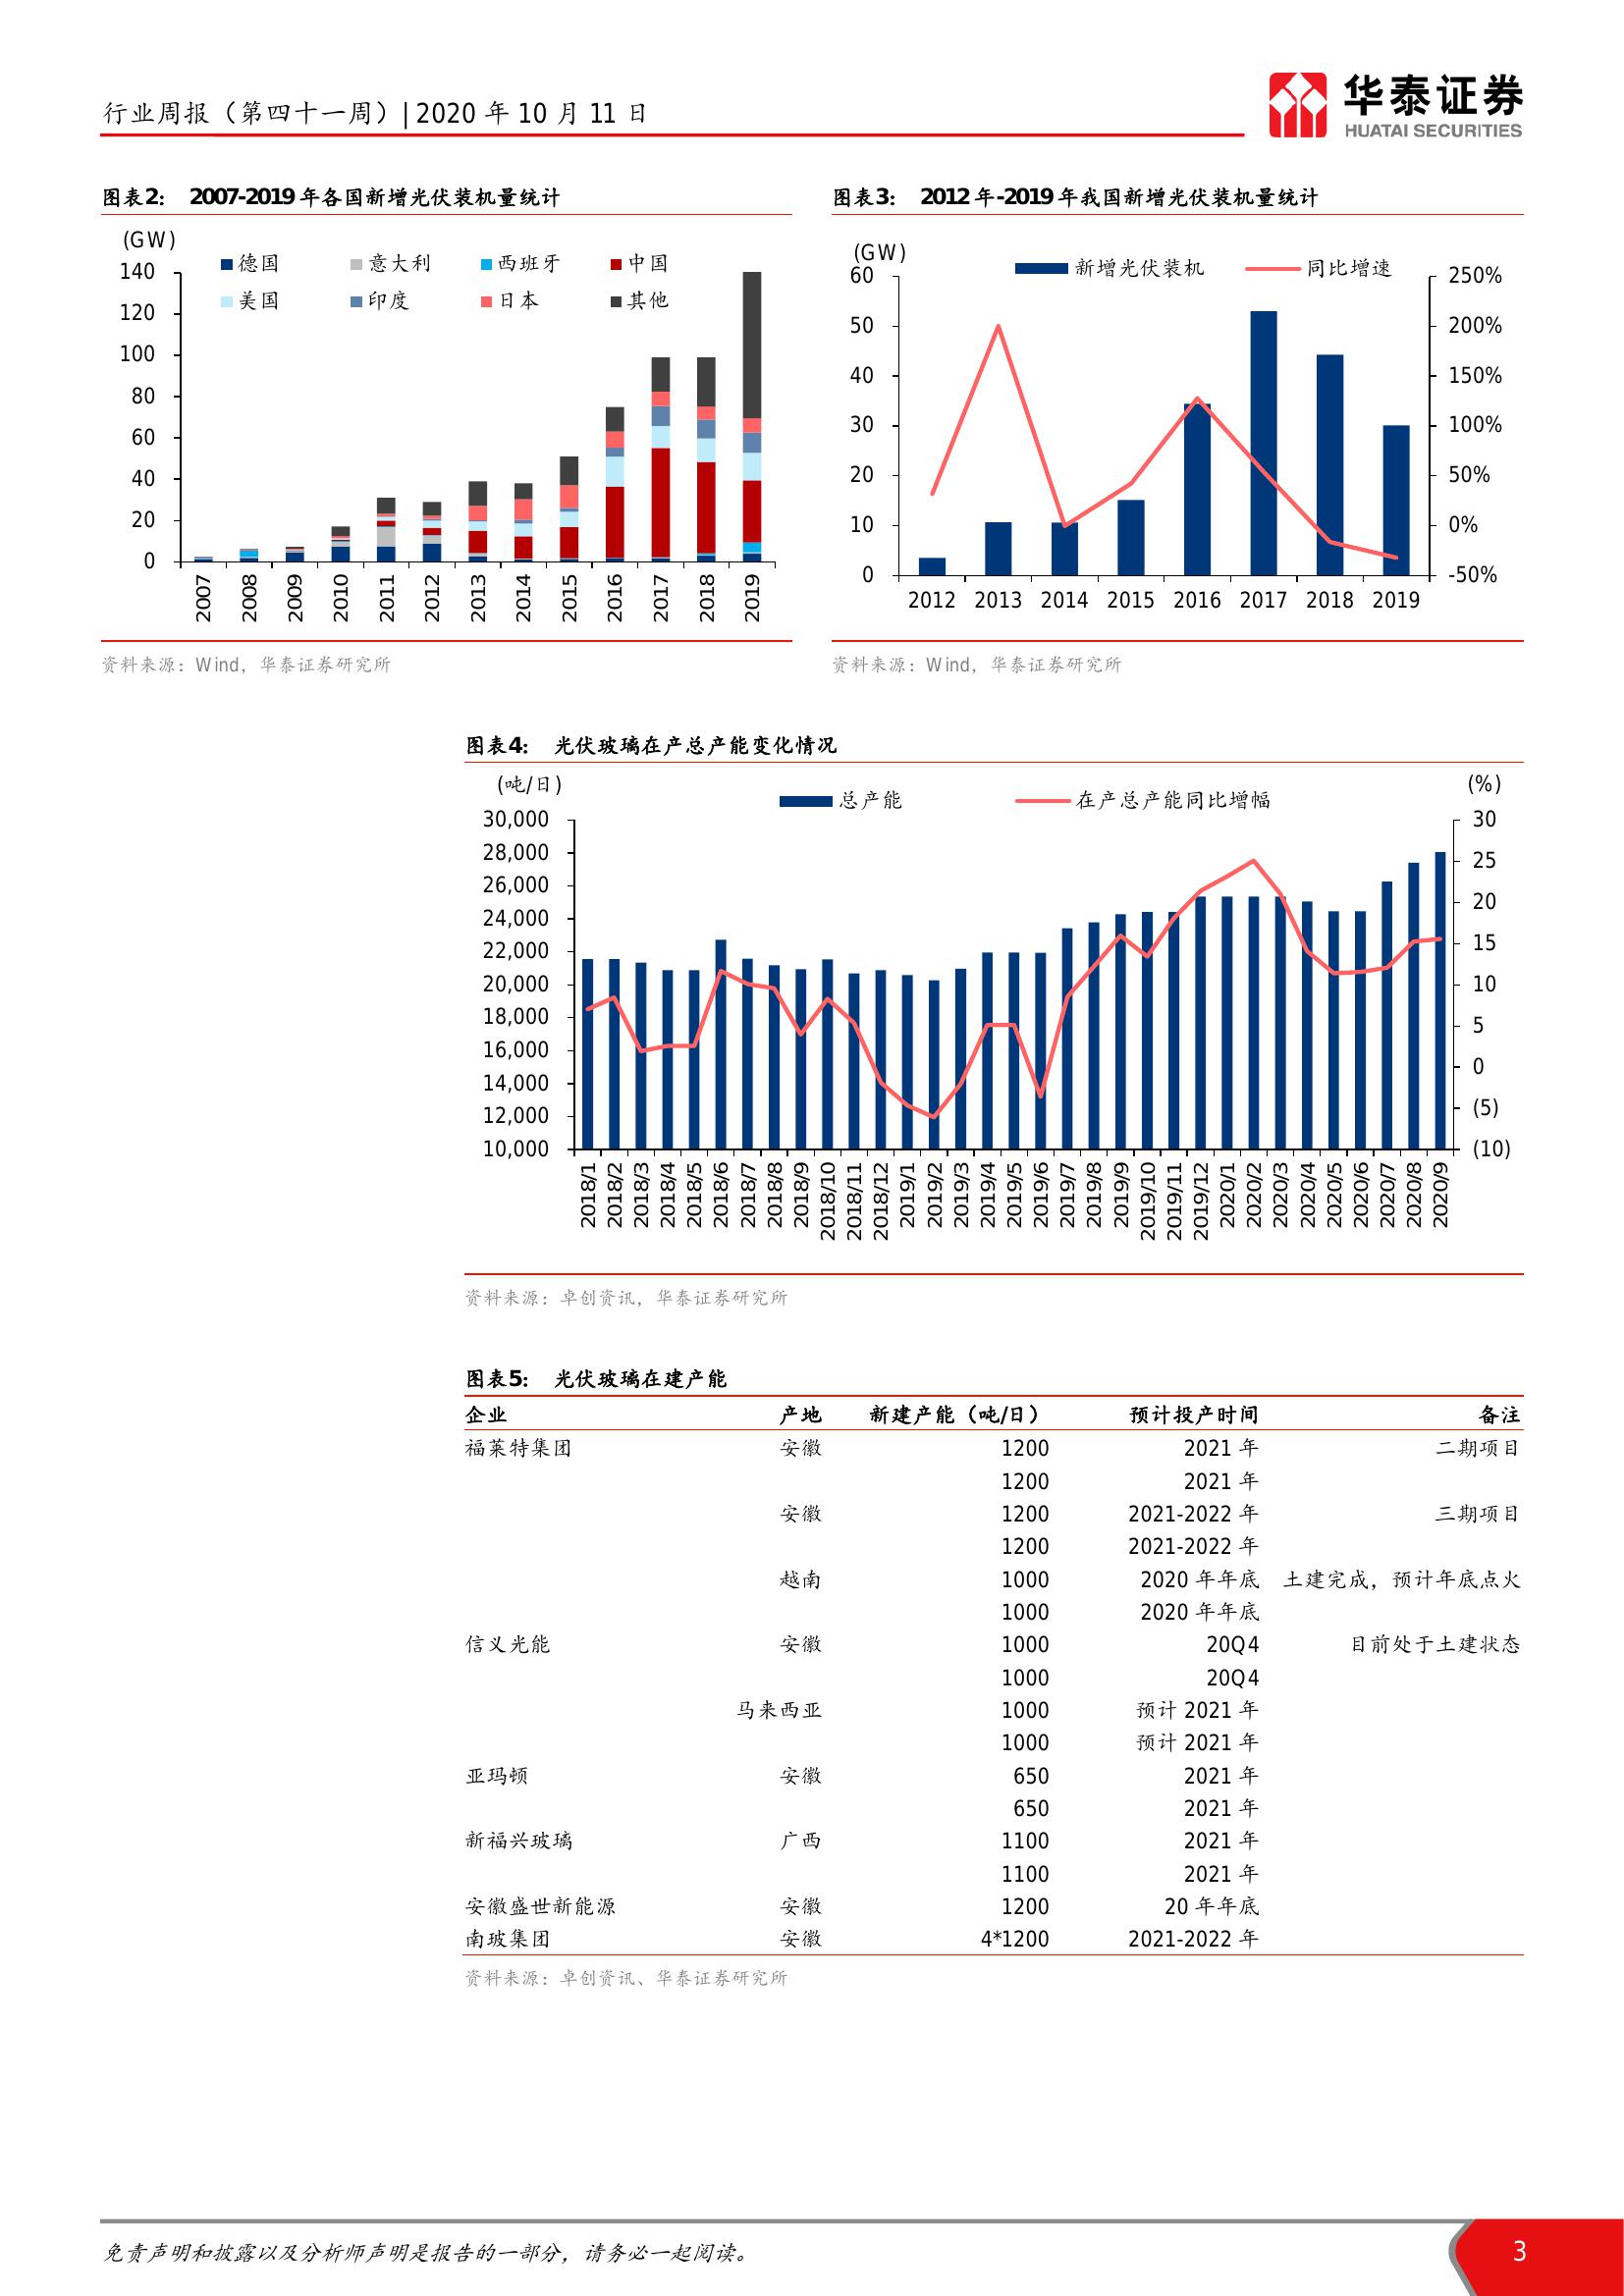 行业周报（第四十一周）| 2020 年 10 月 11 日
华泰证券
HUATAI SECURITIES
图表2： 2007-2019 年各国新增光伏装机量统计
(GW)
德国 意大利 西班牙 中国
美国 印度 日本 其他
140
120
100
80
60
40
20
0
2007 2008 2009 2010 2011 2012 2013 2014 2015 2016 2017 2018 2019
资料来源：Wind，华泰证券研究所
图表3： 2012 年-2019 年我国新增光伏装机量统计
(GW)
新增光伏装机 同比增速
60 250%
50 200%
40 150%
30 100%
20 50%
10 0%
0 -50%
2012 2013 2014 2015 2016 2017 2018 2019
资料来源：Wind，华泰证券研究所
图表4： 光伏玻璃在产总产能变化情况
(吨/日) (%)
总产能 在产总产能同比增幅
30,000 30
28,000 25
26,000
24,000 20
22,000 15
20,000 10
18,000 5
16,000 0
14,000
12,000 (5)
10,000 (10)
2018/1 2018/2 2018/3 2018/4 2018/5 2018/6 2018/7 2018/8 2018/9 2018/10 2018/11 2018/12 2019/1 2019/2 2019/3 2019/4 2019/5 2019/6 2019/7 2019/8 2019/9 2019/10 2019/11 2019/12 2020/1 2020/2 2020/3 2020/4 2020/5 2020/6 2020/7 2020/8 2020/9
资料来源：卓创资讯，华泰证券研究所
图表5： 光伏玻璃在建产能
企业 产地 新建产能（吨/日） 预计投产时间 备注
福莱特集团 安徽 1200 2021 年 二期项目
1200 2021 年
安徽 1200 2021-2022 年 三期项目
1200 2021-2022 年
越南 1000 2020 年年底 土建完成，预计年底点火
1000 2020 年年底
信义光能 安徽 1000 20Q4 目前处于土建状态
1000 20Q4
马来西亚 1000 预计 2021 年
1000 预计 2021 年
亚玛顿 安徽 650 2021 年
650 2021 年
新福兴玻璃 广西 1100 2021 年
1100 2021 年
安徽盛世新能源 安徽 1200 20 年年底
南玻集团 安徽 4*1200 2021-2022 年
资料来源：卓创资讯、华泰证券研究所
免责声明和披露以及分析师声明是报告的一部分，请务必一起阅读。
3